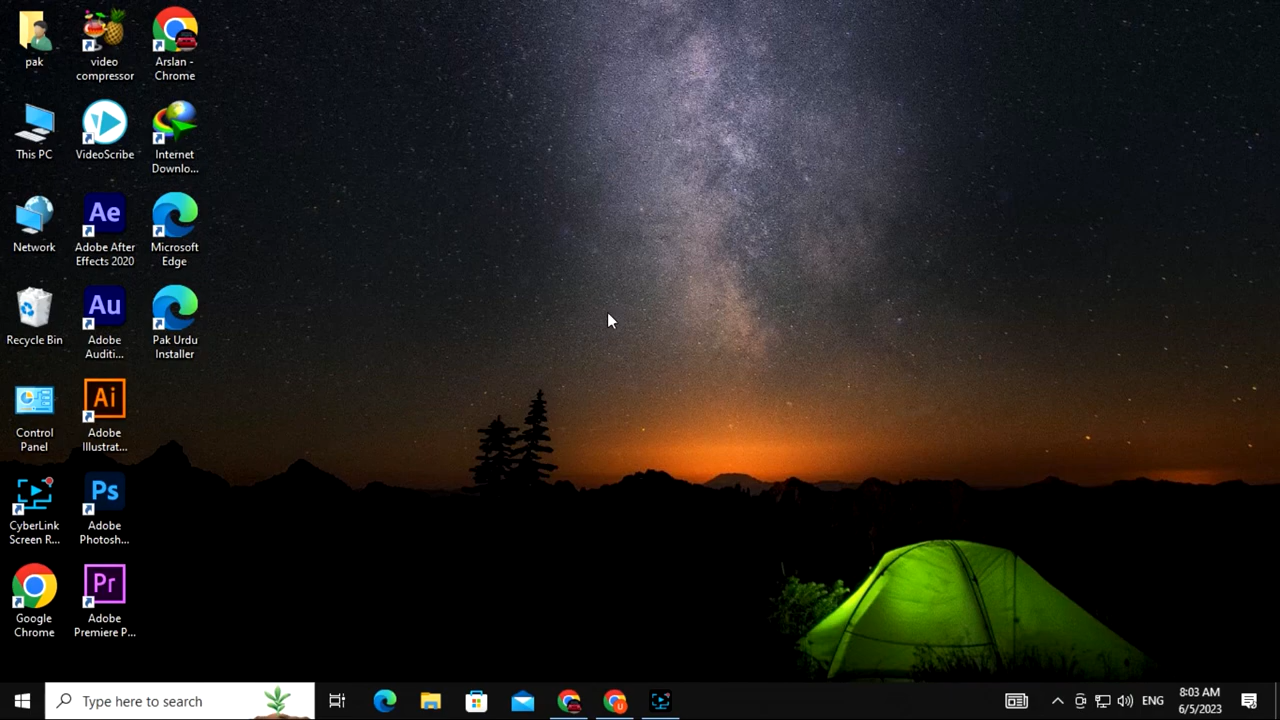 pak
video
compressor
Arslan -
Chrome
This PC
VideoScribe
Internet
Downlo...
Network
Ae
Adobe After
Effects 2020
Microsoft
Edge
Recycle Bin
Au
Adobe
Auditi...
Pak Urdu
Installer
Control
Panel
Ai
Adobe
Illustrat...
CyberLink
Screen R...
Ps
Adobe
Photosh...
Google
Chrome
Pr
Adobe
Premiere P...
Type here to search
U
ENG
8:03 AM
6/5/2023